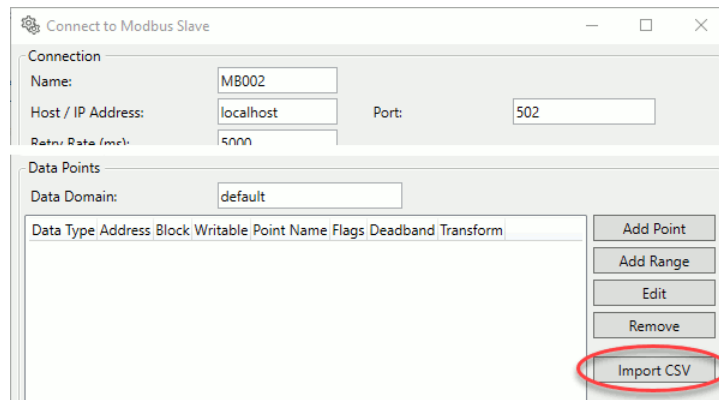 Connect to Modbus Slave
Connection
Name: MB002
Host / IP Address: localhost Port: 502
Retry Rate (ms): 5000
Data Points
Data Domain: default
Data Type Address Block Writable Point Name Flags Deadband Transform
Add Point
Add Range
Edit
Remove
Import CSV